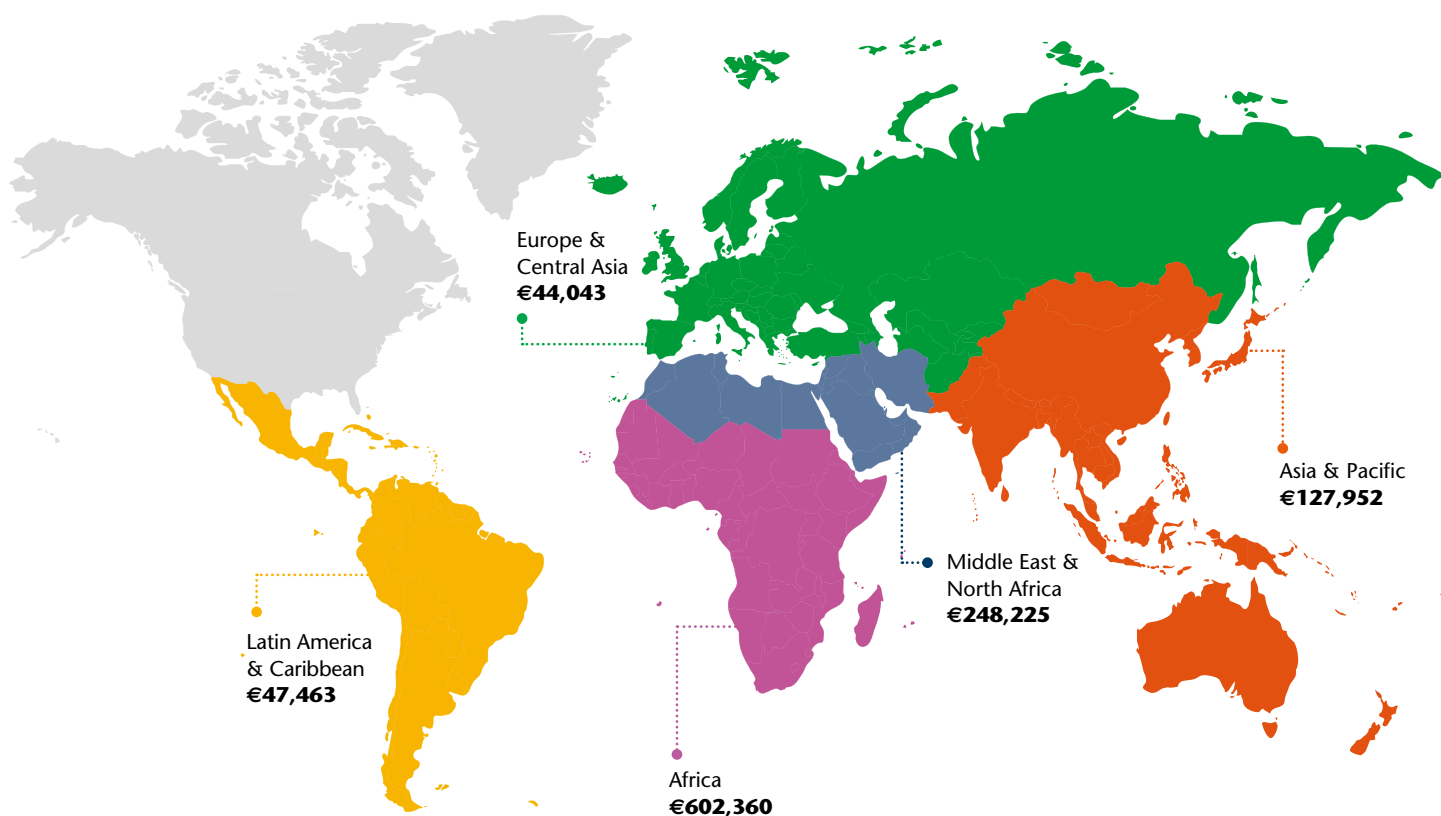 Europe &
Central Asia
€44,043
Asia & Pacific
€127,952
Middle East &
North Africa
€248,225
Latin America
& Caribbean
€47,463
Africa
€602,360